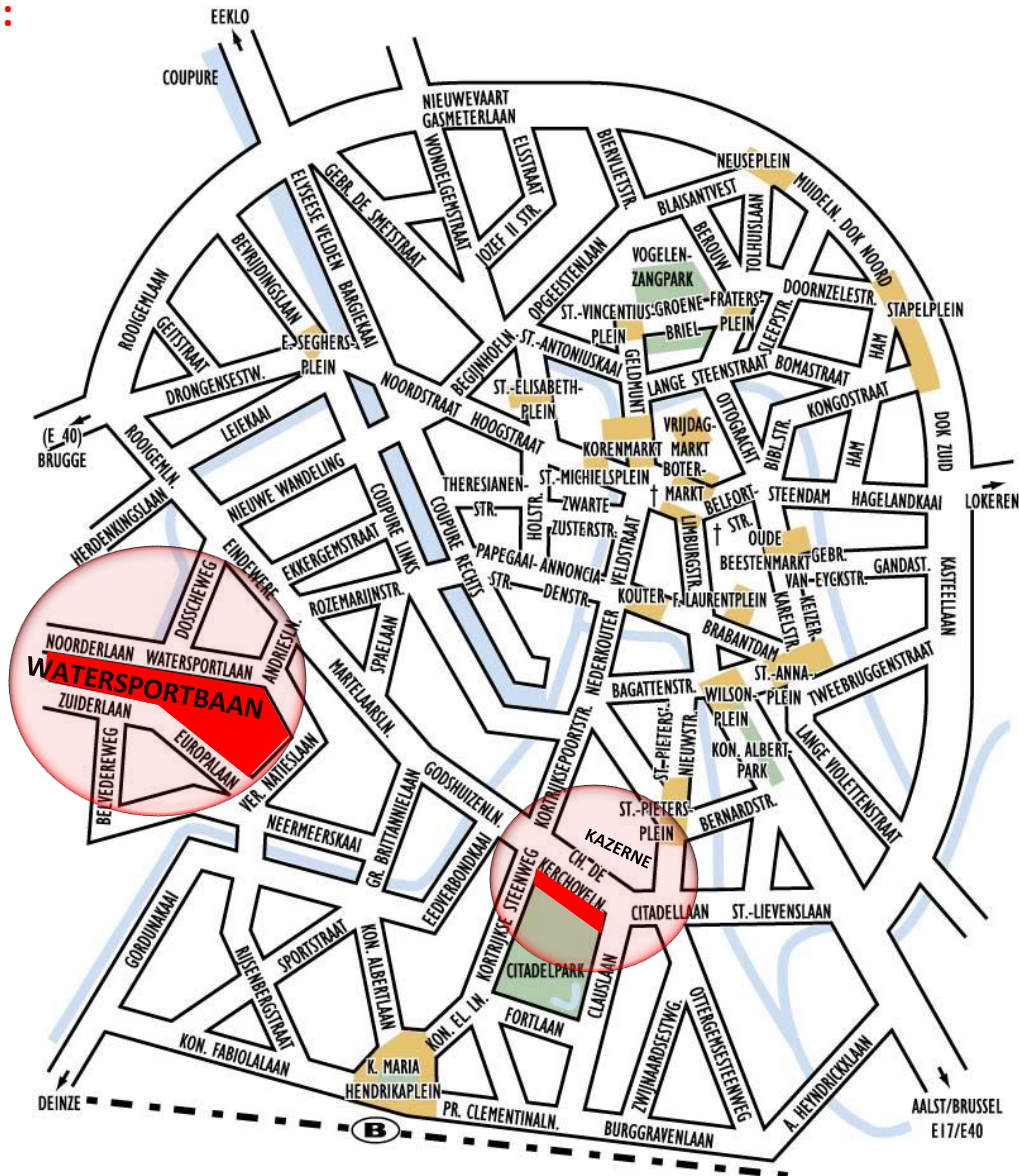 :
EEKLO
COUPURE
NIEUWEVAART
GASMETERLAAN
WONDELGEMSTRAAT
ELSSTRAAT
BIERVLIETSTR.
NEUSEPLEIN
MUIDELN.
DOK NOORD
BLAISANTVEST
GEBR. DE SMETSTRAAT
ELYSEESE VELDEN
JOZEF II STR.
BEROUW
TOLHUISLAAN
BEVRIJDINGSLAAN
BARGIEKAAI
OPGEEISTENLAAN
VOGELEN-
ZANGPARK
DOORNZELESTR.
STAPELPLEIN
ROOIGEMLAAN
GEITSTRAAT
ST.-VINCENTIUS-
PLEIN
GROENE
BRIEL
FRATERS-
PLEIN
SLEEPSTR.
HAM
E. SEGHERS-
PLEIN
BEGIJNHOFLN.
ST.-ANTONIUSKAAI
GELDMUNT
LANGE STEENSTRAAT
BOMASTRAAT
DRONGENSESTW.
NOORDSTRAAT
ST.-ELISABETH-
PLEIN
OTTOGRACHT
KONGOSTRAAT
LEIEKAAI
HOOGSTRAAT
KORENMARKT
VRIJDAG-
MARKT
BIBL.STR.
HAM
DOK ZUID
(E 40)
BRUGGE
ROOIGEMLN.
NIEUWE WANDELING
COUPURE LINKS
COUPURE RECHTS
THERESIANEN-
STR.
HOLSTR.
ST.-MICHIELSPLEIN
BOTER-
MARKT
BELFORT-
STR.
STEENDAM
HAGELANDKAAI
LOKEREN
ZWARTE
ZUSTERSTR.
LIMBURGSTR.
OUDE
BEESTENMARKT
HERDENKINGSLAAN
EINDEWERE
EKKERGEMSTRAAT
PAPEGAAI-
STR.
ANNONCIA-
DENSTR.
VELDSTRAAT
GEBR.
VAN-EYCKSTR.
GANDAST.
KASTEELLAAN
DOSSCHEWEG
ROZEMARIJNSTR.
KOUTER
F. LAURENTPLEIN
KEIZER-
KARELSTR.
NOORDERLAAN
WATERSPORTLAAN
ANDRIESLN.
SPAELAAN
NEDERKOUTER
BRABANTDAM
ST.-ANNA-
PLEIN
TWEEBRUGGENSTRAAT
WATERSPORTBAAN
MARTELAARSLN.
BAGATTENSTR.
WILSON-
PLEIN
ZUIDERLAAN
EUROPALAAN
BELVEDEREWEG
VER. NATIESLAAN
ST.-PIETERS-
NIEUWSTR.
KON. ALBERT-
PARK
LANGE VIOLETTENSTRAAT
GODSHUIZENLN.
KORTRIJKSEPOORTSTR.
NEERMEERSKAAI
GR. BRITTANNIELAAN
ST.-PIETERS-
PLEIN
BERNARDSTR.
EEDVERBONDKAAI
CH. DE
KERCHOVELN.
KAZERNE
KORTRIJKSE STEENWEG
CITADELLAAN
ST.-LIEVENSLAAN
GORDUNAKAAI
SPORTSTRAAT
RIJSENBERGSTRAAT
KON. ALBERTLAAN
CITADELPARK
CLAUSLAAN
KON. EL. LN.
FORTLAAN
ZWIJNAARDSESTWG.
OTTERGEMSESTEENWEG
KON. FABIOLALAAN
K. MARIA
HENDRIKAPLEIN
PR. CLEMENTINALN.
BURGGRAVENLAAN
A. HEYNDRICKXLAAN
DEINZE
B
AALST/BRUSSEL
E17/E40